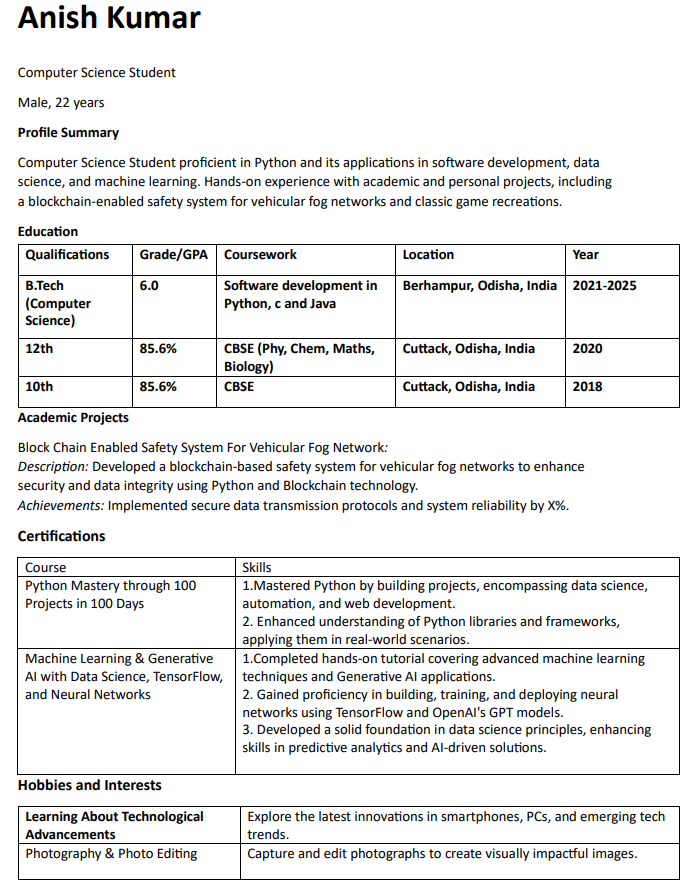 Anish Kumar
Computer Science Student
Male, 22 years
Profile Summary
Computer Science Student proficient in Python and its applications in software development, data
science, and machine learning. Hands-on experience with academic and personal projects, including
a blockchain-enabled safety system for vehicular fog networks and classic game recreations.
Education
Qualifications Grade/GPA Coursework Location Year
B.Tech Software development in Berhampur, Odisha, India 2021-2025
(Computer 6.0 Python, c and Java
Science)
12th 85.6% CBSE (Phy, Chem, Maths, Cuttack, Odisha, India 2020
Biology)
10th 85.6% CBSE Cuttack, Odisha, India 2018
Academic Projects
Block Chain Enabled Safety System For Vehicular Fog Network:
Description: Developed a blockchain-based safety system for vehicular fog networks to enhance
security and data integrity using Python and Blockchain technology.
Achievements: Implemented secure data transmission protocols and system reliability by X%.
Certifications
Course Skills
Python Mastery through 100
Projects in 100 Days
1.Mastered Python by building projects, encompassing data science,
automation, and web development.
2. Enhanced understanding of Python libraries and frameworks,
applying them in real-world scenarios.
Machine Learning & Generative
AI with Data Science, TensorFlow,
and Neural Networks
1.Completed hands-on tutorial covering advanced machine learning
techniques and Generative AI applications.
2. Gained proficiency in building, training, and deploying neural
networks using TensorFlow and OpenAI's GPT models.
3. Developed a solid foundation in data science principles, enhancing
skills in predictive analytics and AI-driven solutions.
Hobbies and Interests
Learning About Technological
Advancements
Explore the latest innovations in smartphones, PCs, and emerging tech
trends.
Photography & Photo Editing
Capture and edit photographs to create visually impactful images.